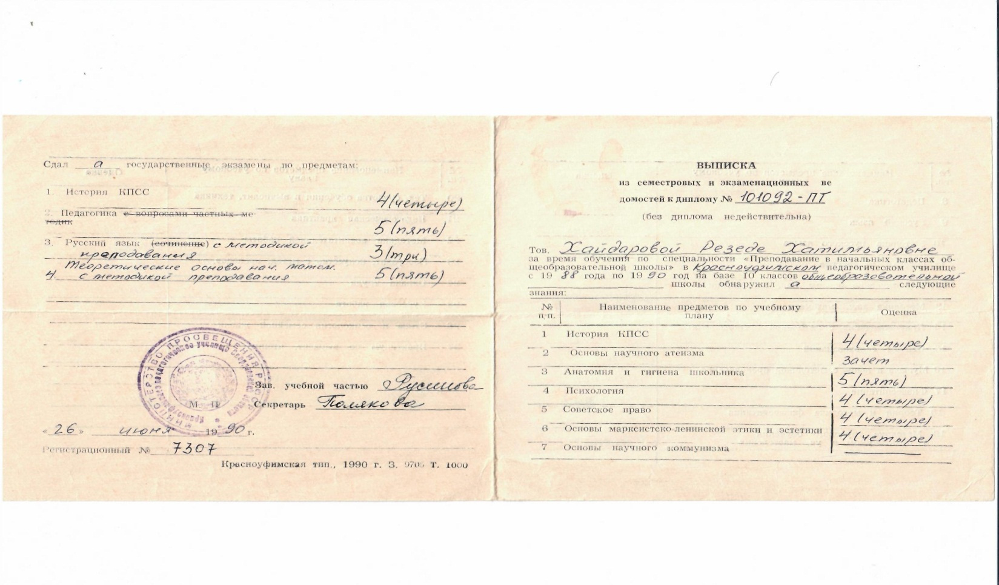 Сдал а государственные экзамены по предметам:
1. История КПСС
4 (четыре)
2. Педагогика с вопросами частных ме-
тодик
5 (пять)
3. Русский язык (сочинение) с методикой
преподавания 3 (три)
Теоретические основы нач. матем.
4. с методикой преподавания 5 (пять)
МИНИСТЕРСТВО ПРОСВЕЩЕНИЯ РСФСР
М. П.
Зав. учебной частью Русинова
Секретарь Полякова
«26» июня 1990 г.
Регистрационный № 7307
Красноуфимская тип., 1990 г. З. 9705 Т. 1000
ВЫПИСКА
из семестровых и экзаменационных ве
домостей к диплому № 101092-ПТ
(без диплома недействительна)
Тов. Хайдаровой Резеде Хатимьяновне
за время обучения по специальности «Преподавание в начальных классах об-
щеобразовательной школы» в Красноуфимском педагогическом училище
с 1988 года по 1990 год на базе 10 классов общеобразовательной
школы обнаружил а следующие
знания:
№ п.п. Наименование предметов по учебному плану Оценка
1 История КПСС 4 (четыре)
2 Основы научного атеизма зачет
3 Анатомия и гигиена школьника 5 (пять)
4 Психология 4 (четыре)
5 Советское право 4 (четыре)
6 Основы марксистско-ленинской этики и эстетики 4 (четыре)
7 Основы научного коммунизма